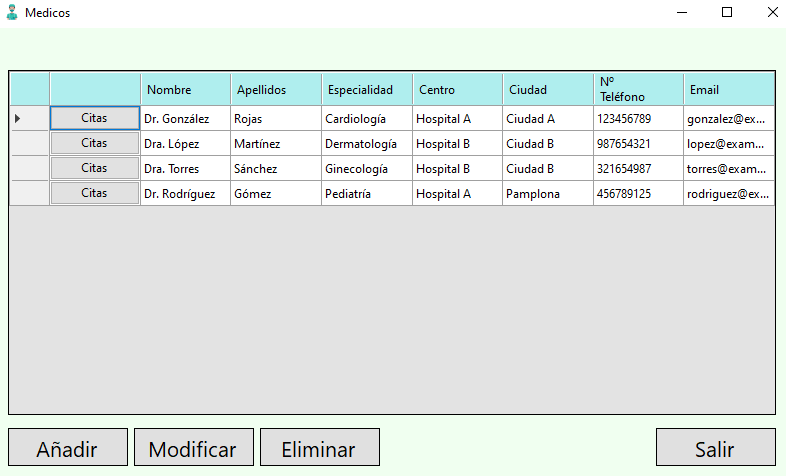 Medicos
Nombre Apellidos Especialidad Centro Ciudad Nº Teléfono Email
Citas Dr. González Rojas Cardiología Hospital A Ciudad A 123456789 gonzalez@ex...
Citas Dra. López Martínez Dermatología Hospital B Ciudad B 987654321 lopez@exam...
Citas Dra. Torres Sánchez Ginecología Hospital B Ciudad B 321654987 torres@exam...
Citas Dr. Rodríguez Gómez Pediatría Hospital A Pamplona 456789125 rodriguez@ex...
Añadir Modificar Eliminar Salir